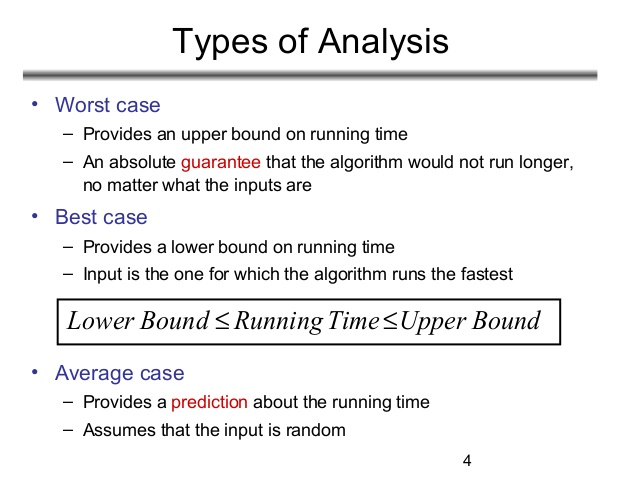 Types of Analysis
• Worst case
– Provides an upper bound on running time
– An absolute guarantee that the algorithm would not run longer,
no matter what the inputs are
• Best case
– Provides a lower bound on running time
– Input is the one for which the algorithm runs the fastest
Lower Bound ≤ Running Time ≤ Upper Bound
• Average case
– Provides a prediction about the running time
– Assumes that the input is random
4